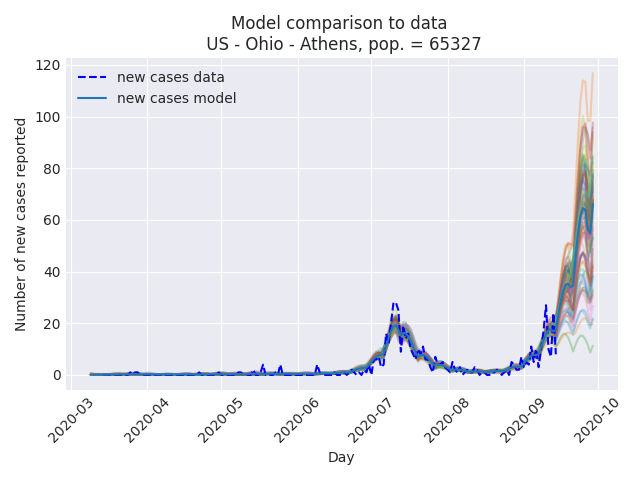 Model comparison to data
US - Ohio - Athens, pop. = 65327
120
100
80
60
40
20
0
Number of new cases reported
new cases data
new cases model
2020-03
2020-04
2020-05
2020-06
2020-07
2020-08
2020-09
2020-10
Day